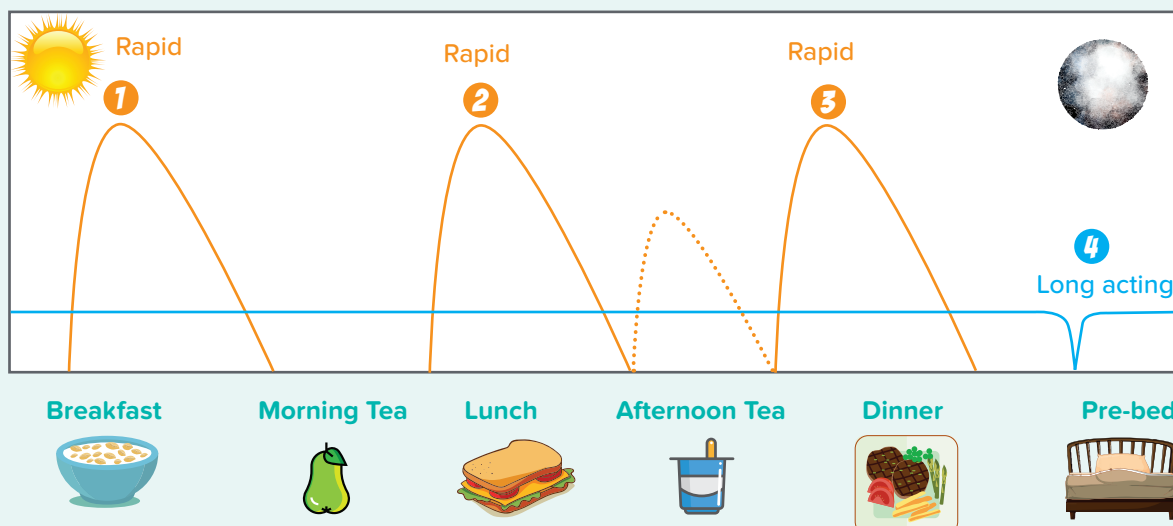 Rapid
Rapid
Rapid
1
2
3
4
Long acting
Breakfast
Morning Tea
Lunch
Afternoon Tea
Dinner
Pre-bed